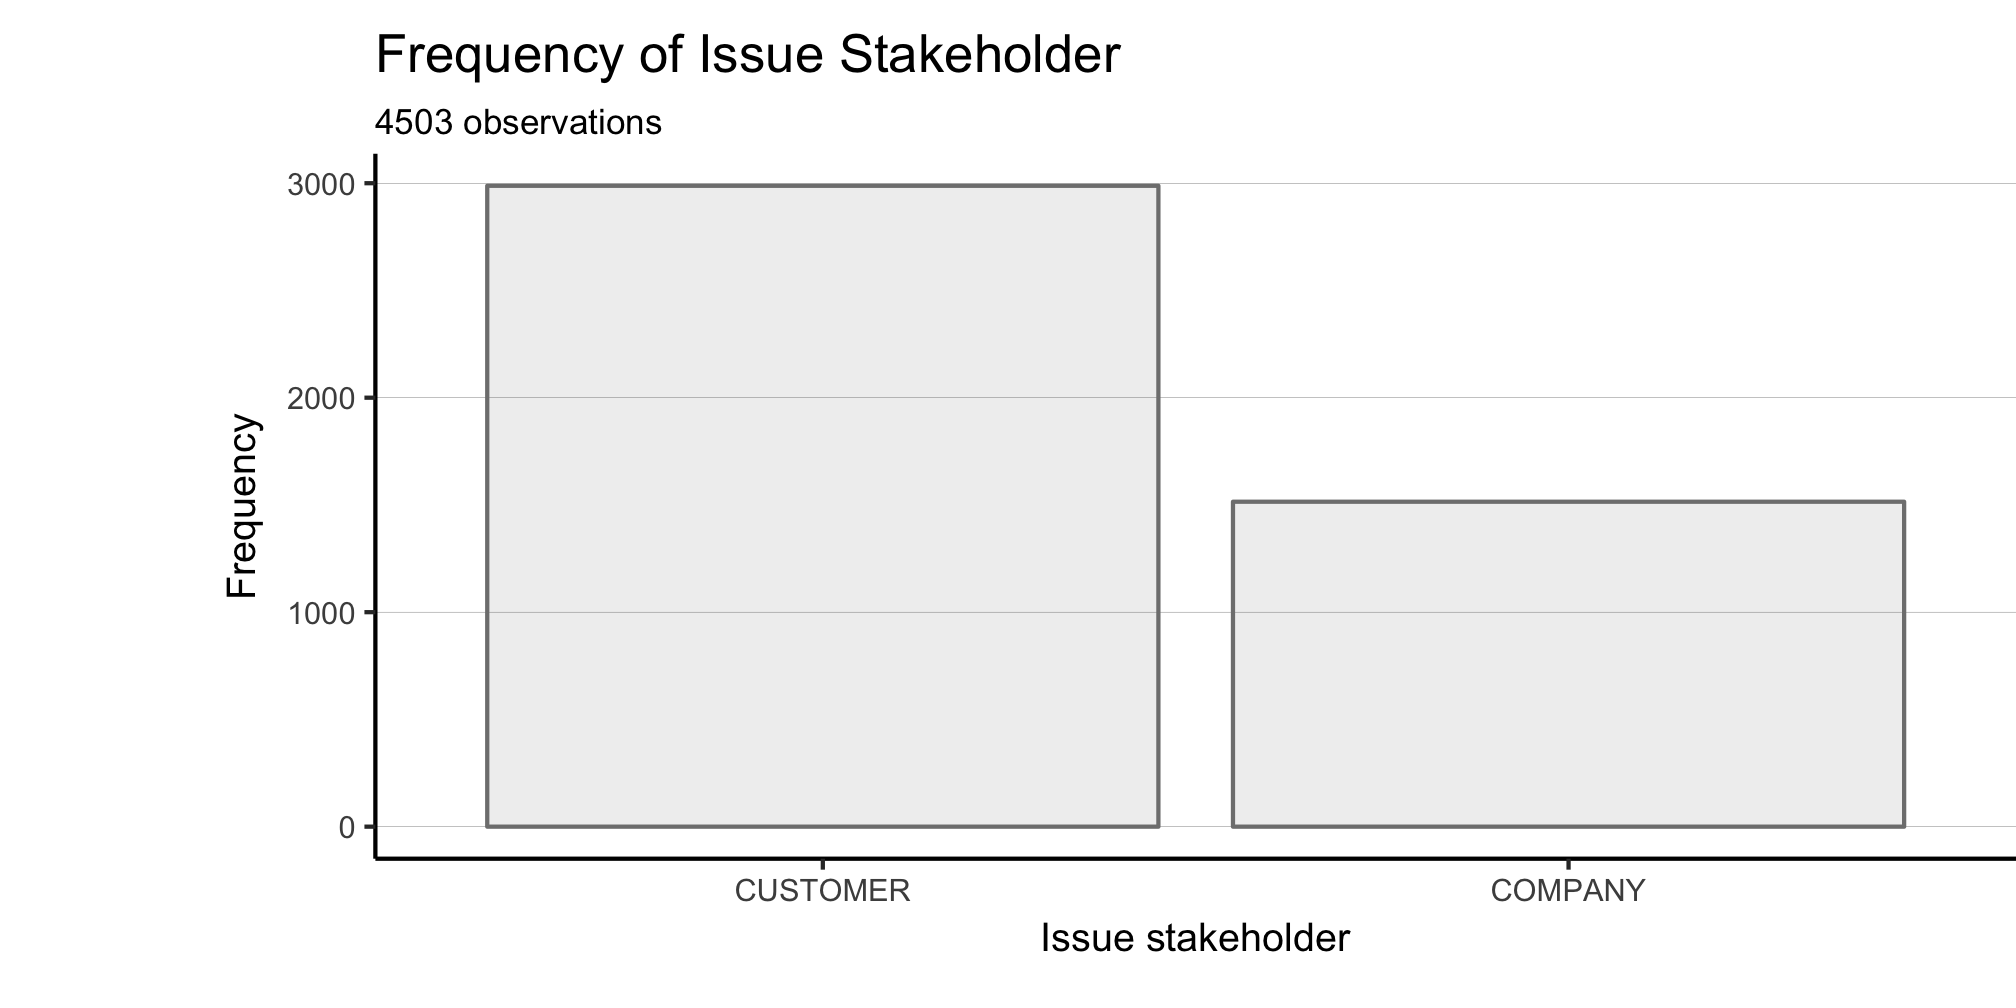 Frequency of Issue Stakeholder
4503 observations
Frequency
3000
2000
1000
0
CUSTOMER COMPANY
Issue stakeholder